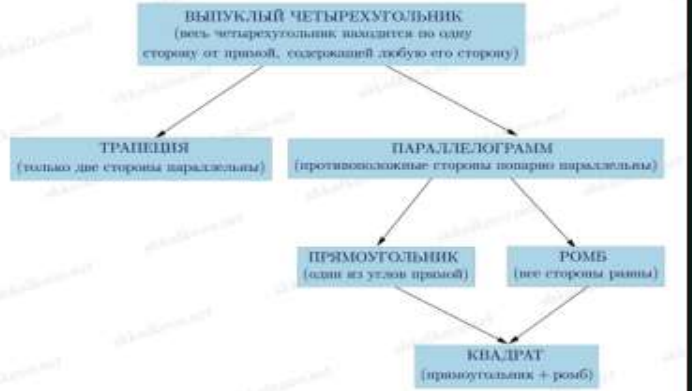 ВЫПУКЛЫЙ ЧЕТЫРЕХУГОЛЬНИК
(весь четырехугольник находится по одну
сторону от прямой, содержащей любую его сторону)
ТРАПЕЦИЯ
(только две стороны параллельны)
ПАРАЛЛЕЛОГРАММ
(противоположные стороны попарно параллельны)
ПРЯМОУГОЛЬНИК
(один из углов прямой)
РОМБ
(все стороны равны)
КВАДРАТ
(прямоугольник + ромб)